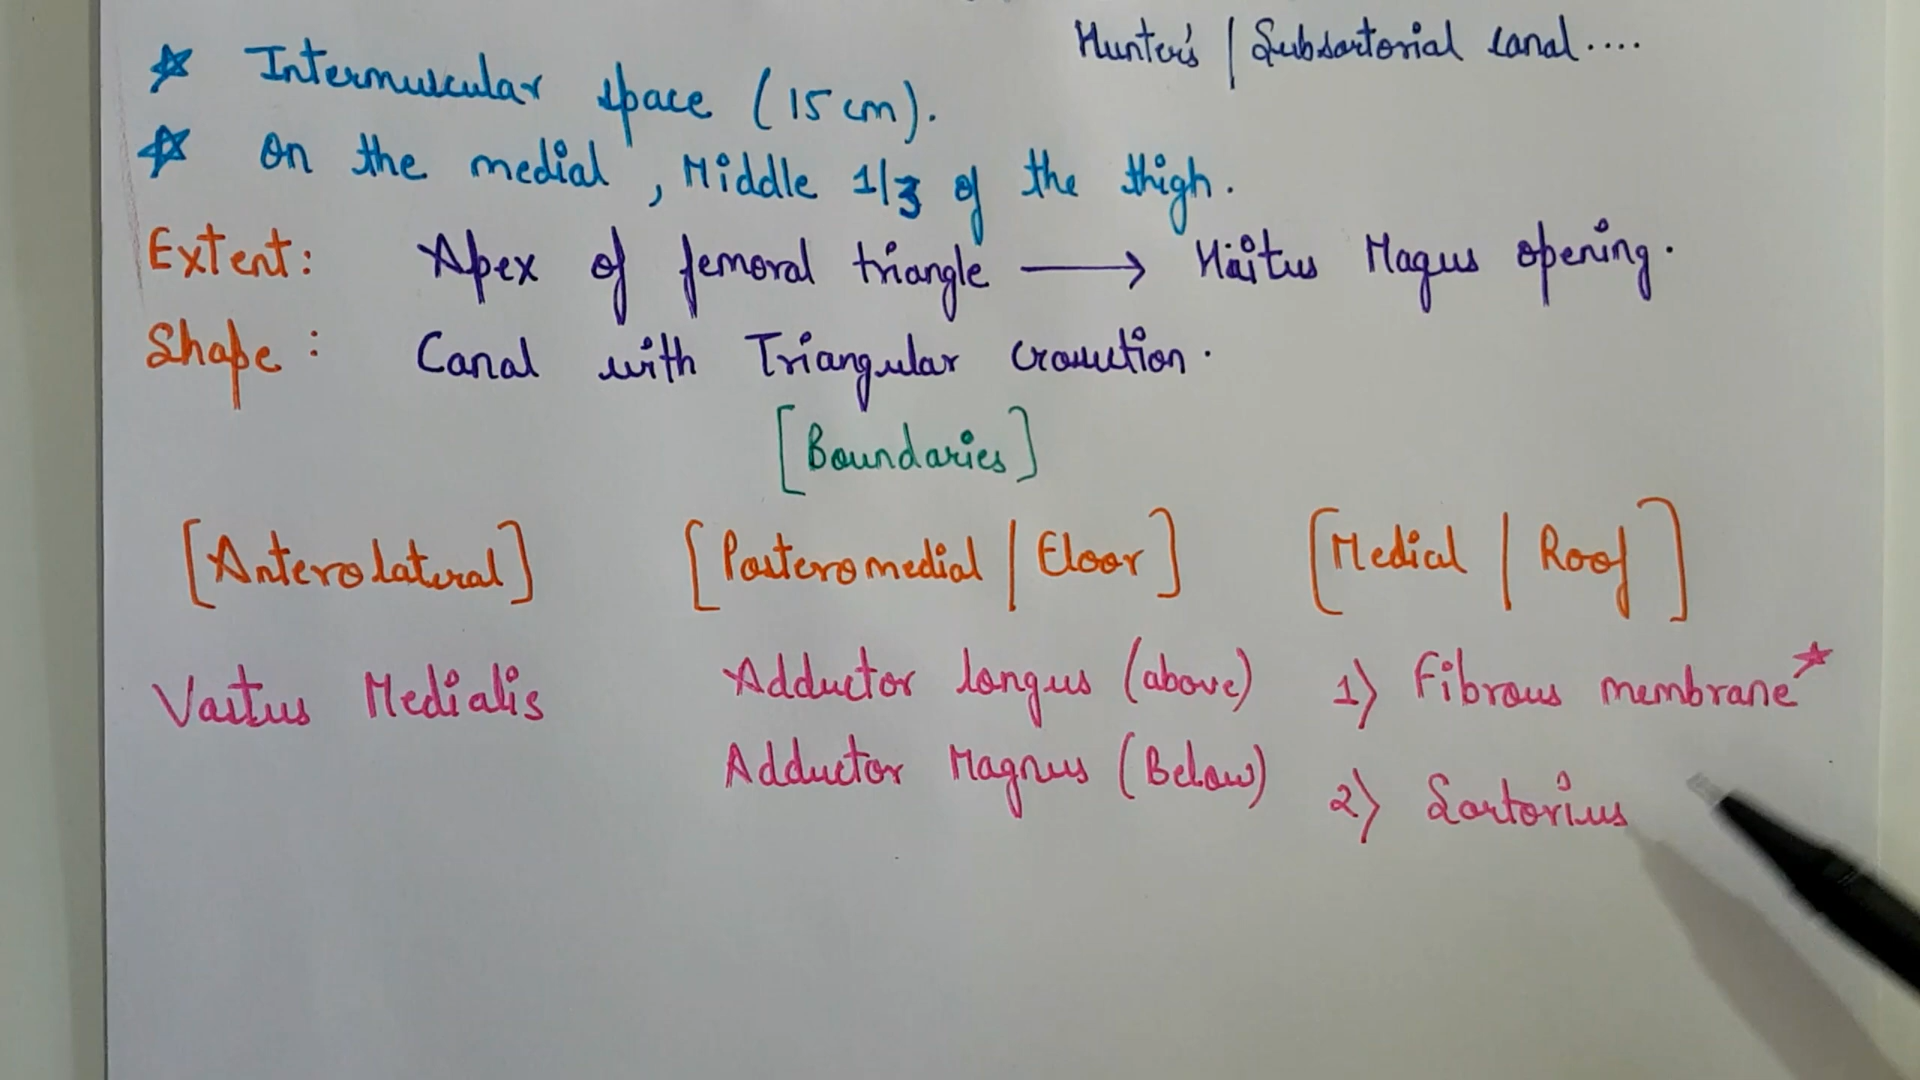 Hunter's | Subsartorial canal....
☆ Intermuscular space (15 cm).
☆ On the medial, Middle 1/3 of the thigh.
Extent: Apex of femoral triangle → Haitus Magus opening.
Shape: Canal with Triangular crossection.
[Boundaries]
[Anterolateral] [Posteromedial | Floor] [Medial | Roof]
Vastus Medialis Adductor longus (above) 1) Fibrous membrane ☆
Adductor Magnus (Below) 2) Sartorius